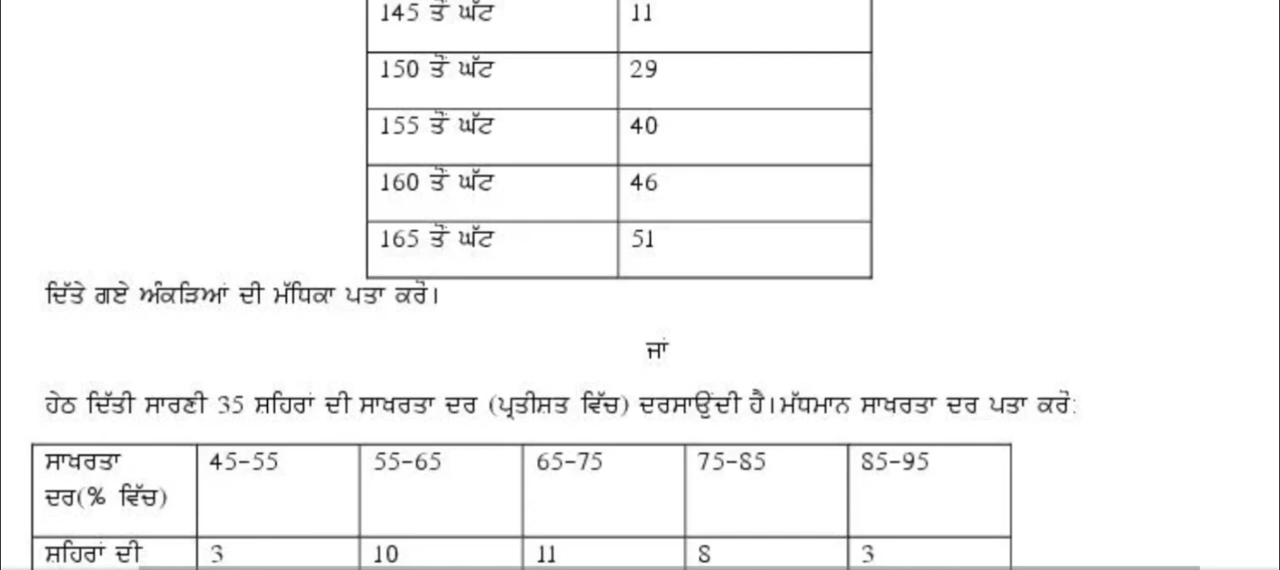 145 ਤੋਂ ਘੱਟ 11
150 ਤੋਂ ਘੱਟ 29
155 ਤੋਂ ਘੱਟ 40
160 ਤੋਂ ਘੱਟ 46
165 ਤੋਂ ਘੱਟ 51
ਦਿੱਤੇ ਗਏ ਅੰਕੜਿਆਂ ਦੀ ਮੱਧਿਕਾ ਪਤਾ ਕਰੋ।
ਜਾਂ
ਹੇਠ ਦਿੱਤੀ ਸਾਰਣੀ 35 ਸ਼ਹਿਰਾਂ ਦੀ ਸਾਖਰਤਾ ਦਰ (ਪ੍ਰਤੀਸ਼ਤ ਵਿੱਚ) ਦਰਸਾਉਂਦੀ ਹੈ।ਮੱਧਮਾਨ ਸਾਖਰਤਾ ਦਰ ਪਤਾ ਕਰੋ:
ਸਾਖਰਤਾ 45-55 55-65 65-75 75-85 85-95
ਦਰ(% ਵਿੱਚ)
ਸ਼ਹਿਰਾਂ ਦੀ 3 10 11 8 3